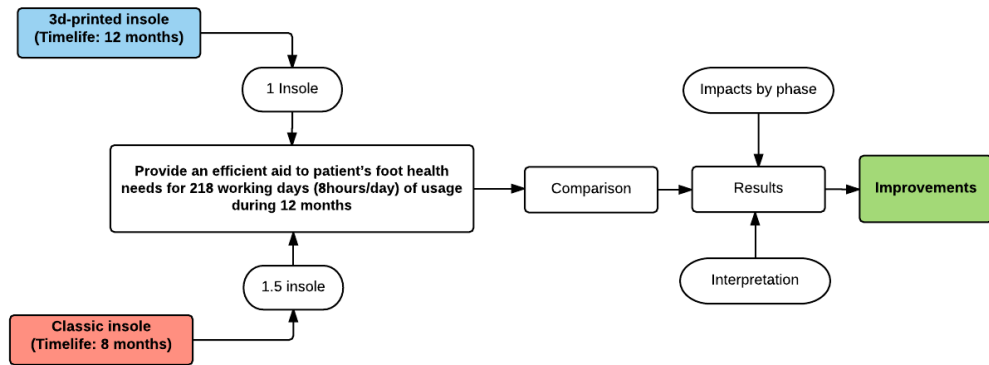 3d-printed insole
(Timelife: 12 months)
1 Insole
Impacts by phase
Provide an efficient aid to patient's foot health
needs for 218 working days (8hours/day) of usage
during 12 months
Comparison
Results
Improvements
1.5 insole
Interpretation
Classic insole
(Timelife: 8 months)